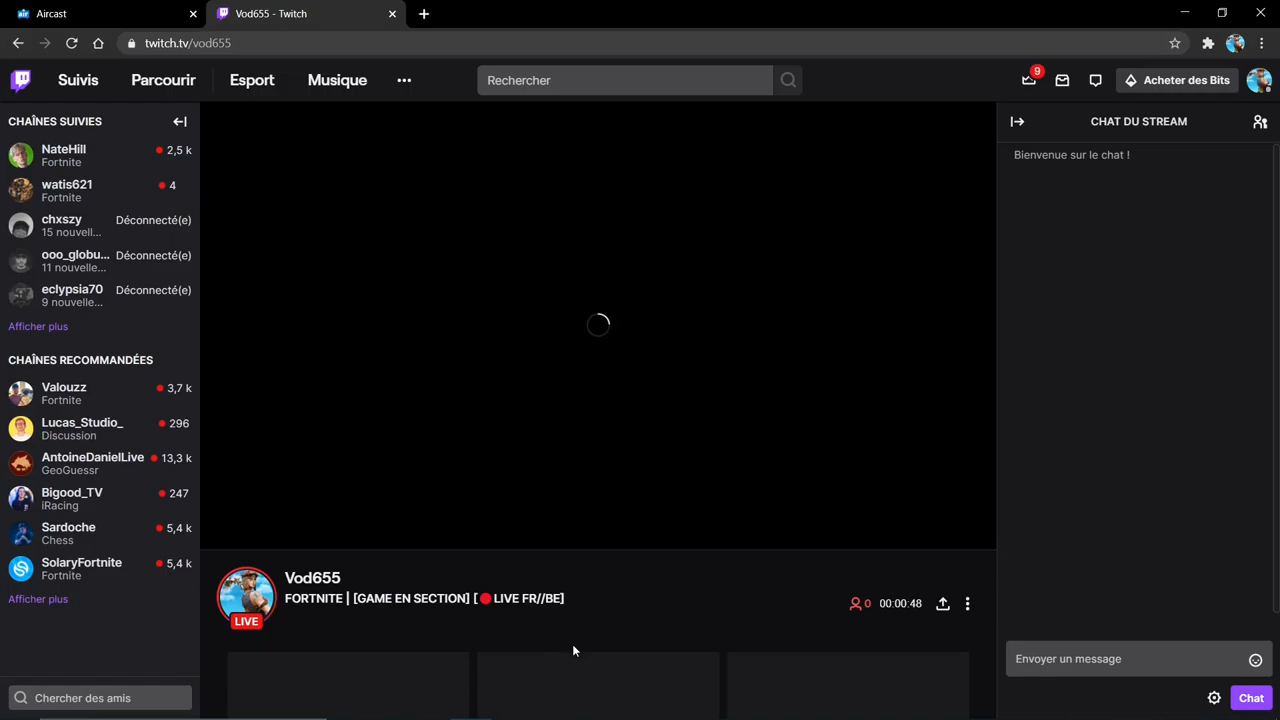 Aircast
Vod655 - Twitch
twitch.tv/vod655
Suivis
Parcourir
Esport
Musique
Rechercher
9
Acheter des Bits
CHAÎNES SUIVIES
NateHill
2,5 k
Fortnite
watis621
4
Fortnite
chxszy
Déconnecté(e)
15 nouvell...
ooo_globu...
Déconnecté(e)
11 nouvelle...
eclypsia70
Déconnecté(e)
9 nouvelle...
Afficher plus
CHAÎNES RECOMMANDÉES
Valouzz
3,7 k
Fortnite
Lucas_Studio_
296
Discussion
AntoineDanielLive
13,3 k
GeoGuessr
Bigood_TV
247
iRacing
Sardoche
5,4 k
Chess
SolaryFortnite
5,4 k
Fortnite
Afficher plus
Chercher des amis
Vod655
FORTNITE | [GAME EN SECTION] [🔴LIVE FR//BE]
LIVE
0
00:00:48
CHAT DU STREAM
Bienvenue sur le chat !
Envoyer un message
Chat